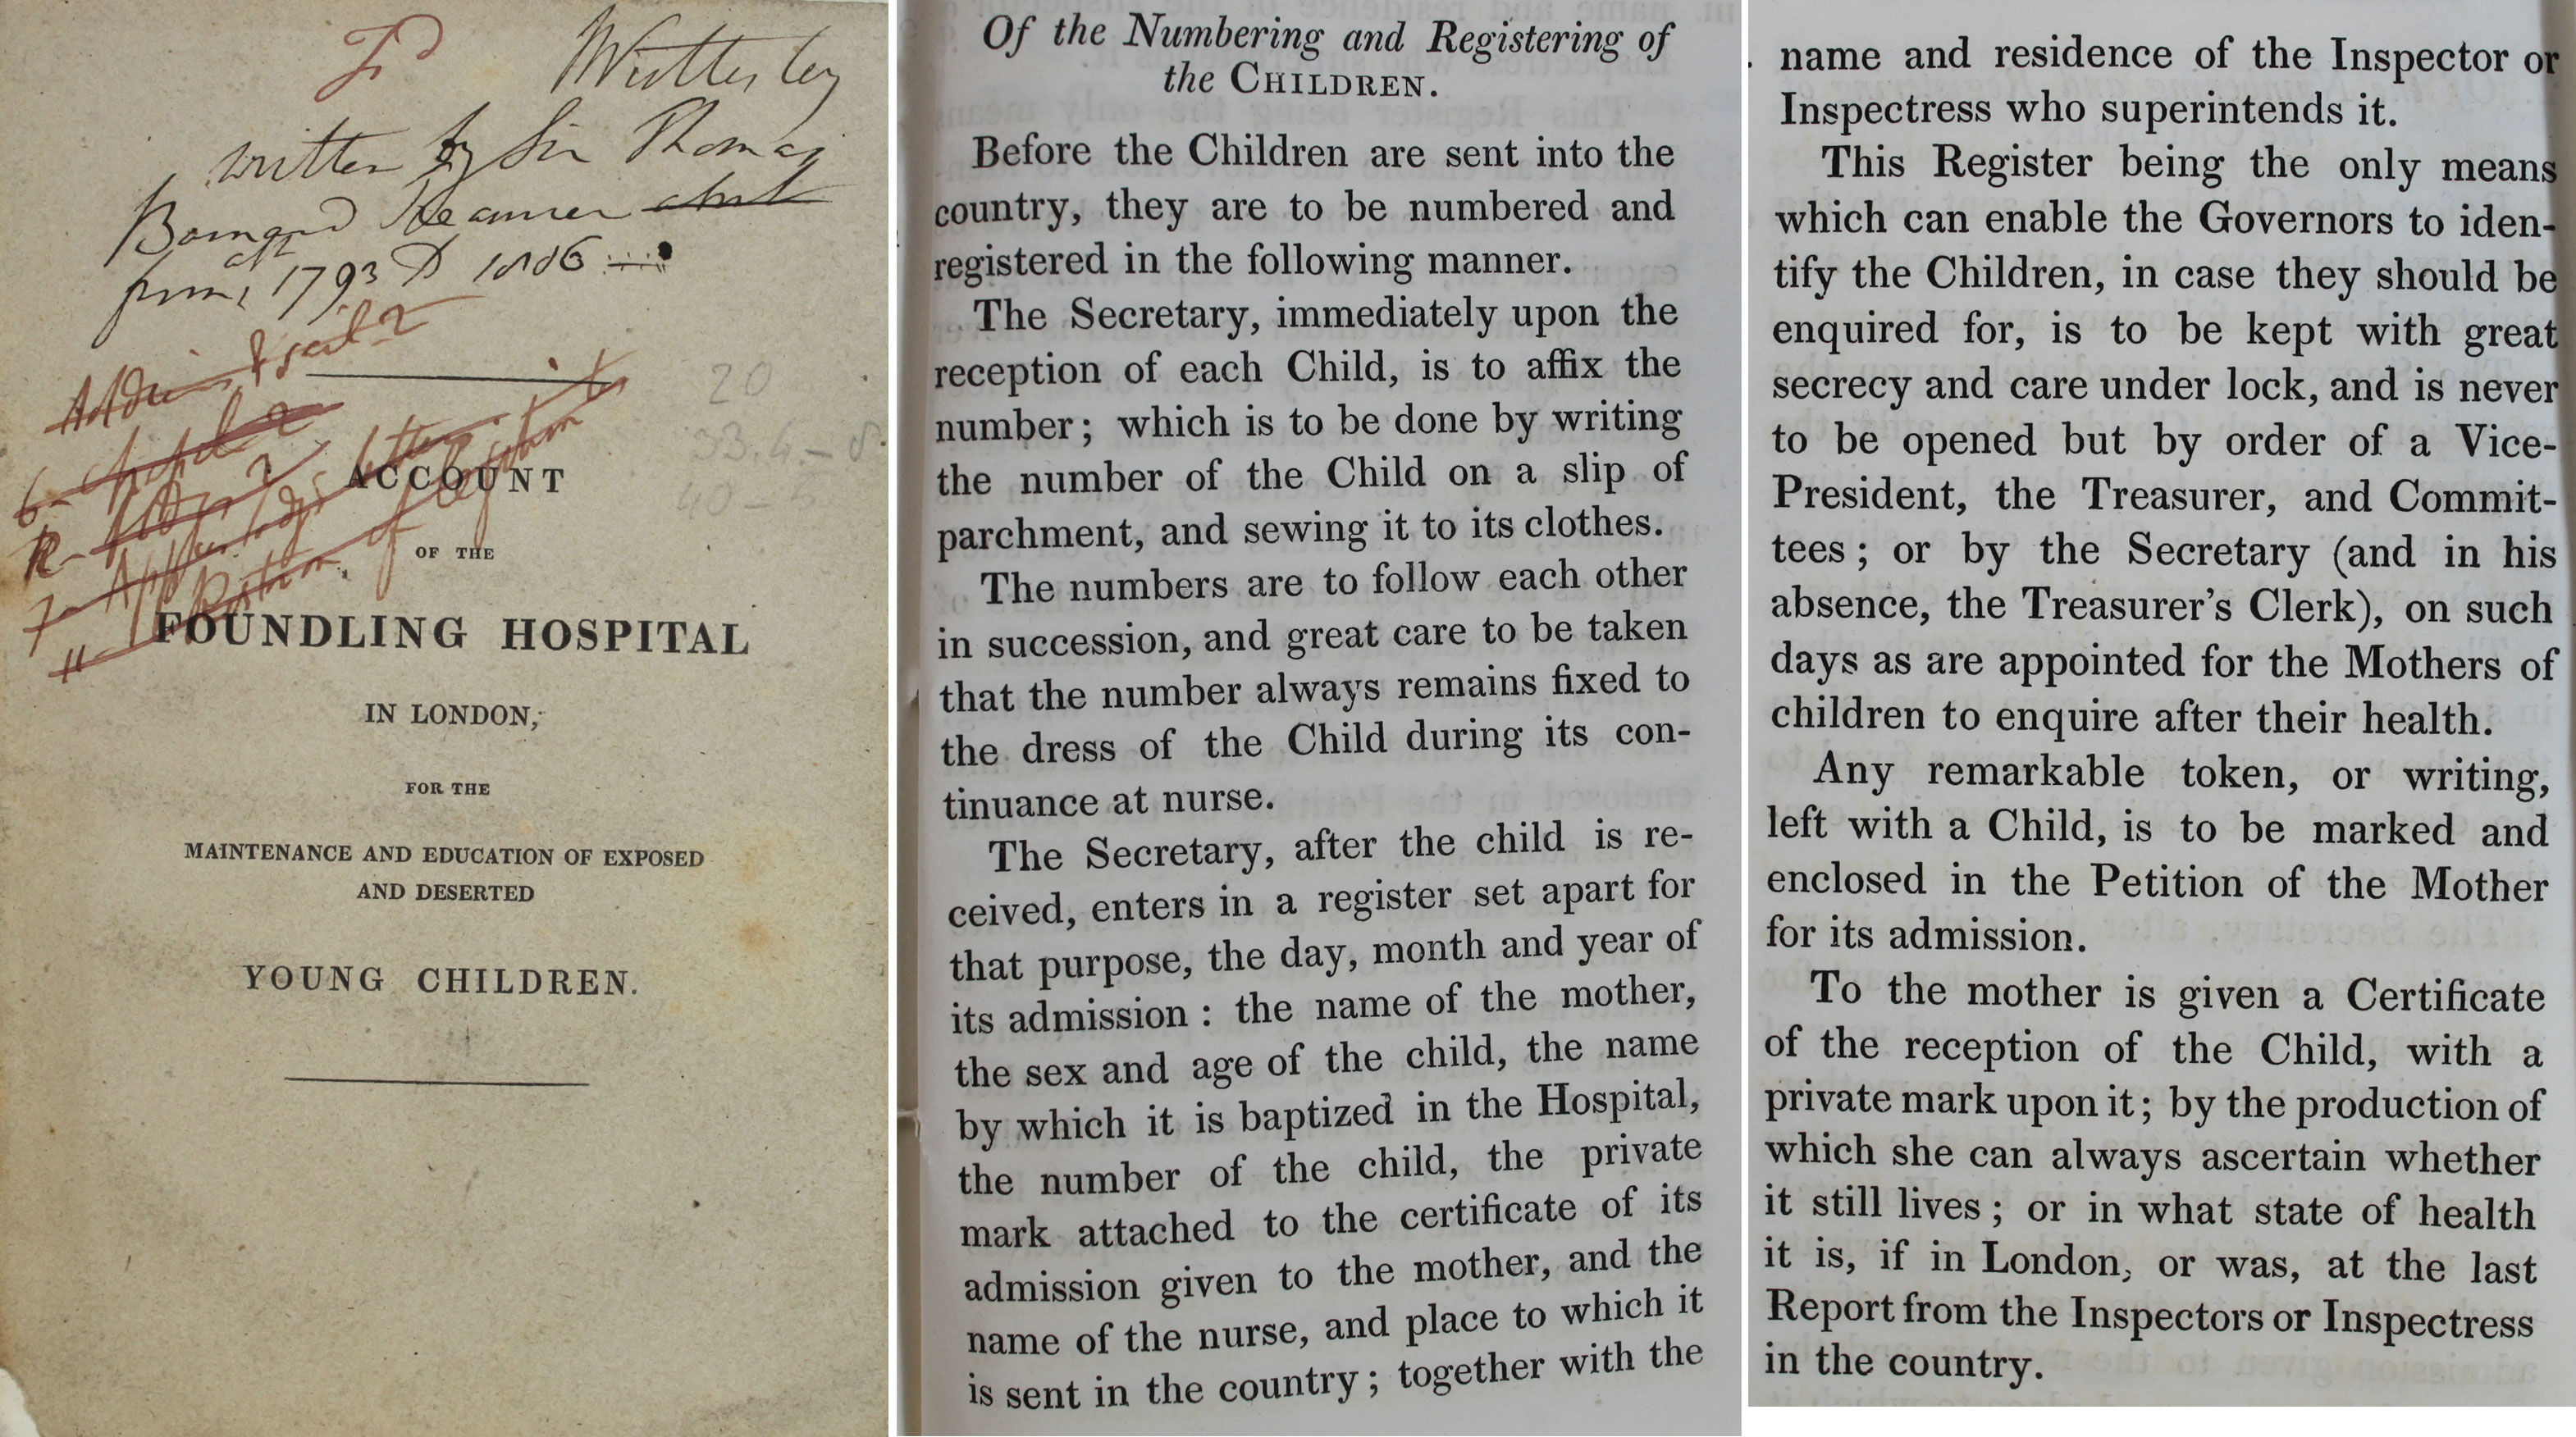 written by Sir Thomas
Barnard Treasurer
from 1793 to 1806
20
ACCOUNT
OF THE
FOUNDLING HOSPITAL
IN LONDON,
FOR THE
MAINTENANCE AND EDUCATION OF EXPOSED
AND DESERTED
YOUNG CHILDREN.
Of the Numbering and Registering of
the CHILDREN.
Before the Children are sent into the
country, they are to be numbered and
registered in the following manner.
The Secretary, immediately upon the
reception of each Child, is to affix the
number; which is to be done by writing
the number of the Child on a slip of
parchment, and sewing it to its clothes.
The numbers are to follow each other
in succession, and great care to be taken
that the number always remains fixed to
the dress of the Child during its con-
tinuance at nurse.
The Secretary, after the child is re-
ceived, enters in a register set apart for
that purpose, the day, month and year of
its admission: the name of the mother,
the sex and age of the child, the name
by which it is baptized in the Hospital,
the number of the child, the private
mark attached to the certificate of its
admission given to the mother, and the
name of the nurse, and place to which it
is sent in the country; together with the
name and residence of the Inspector or
Inspectress who superintends it.
This Register being the only means
which can enable the Governors to iden-
tify the Children, in case they should be
enquired for, is to be kept with great
secrecy and care under lock, and is never
to be opened but by order of a Vice-
President, the Treasurer, and Commit-
tees; or by the Secretary (and in his
absence, the Treasurer's Clerk), on such
days as are appointed for the Mothers of
children to enquire after their health.
Any remarkable token, or writing,
left with a Child, is to be marked and
enclosed in the Petition of the Mother
for its admission.
To the mother is given a Certificate
of the reception of the Child, with a
private mark upon it; by the production of
which she can always ascertain whether
it still lives; or in what state of health
it is, if in London, or was, at the last
Report from the Inspectors or Inspectress
in the country.